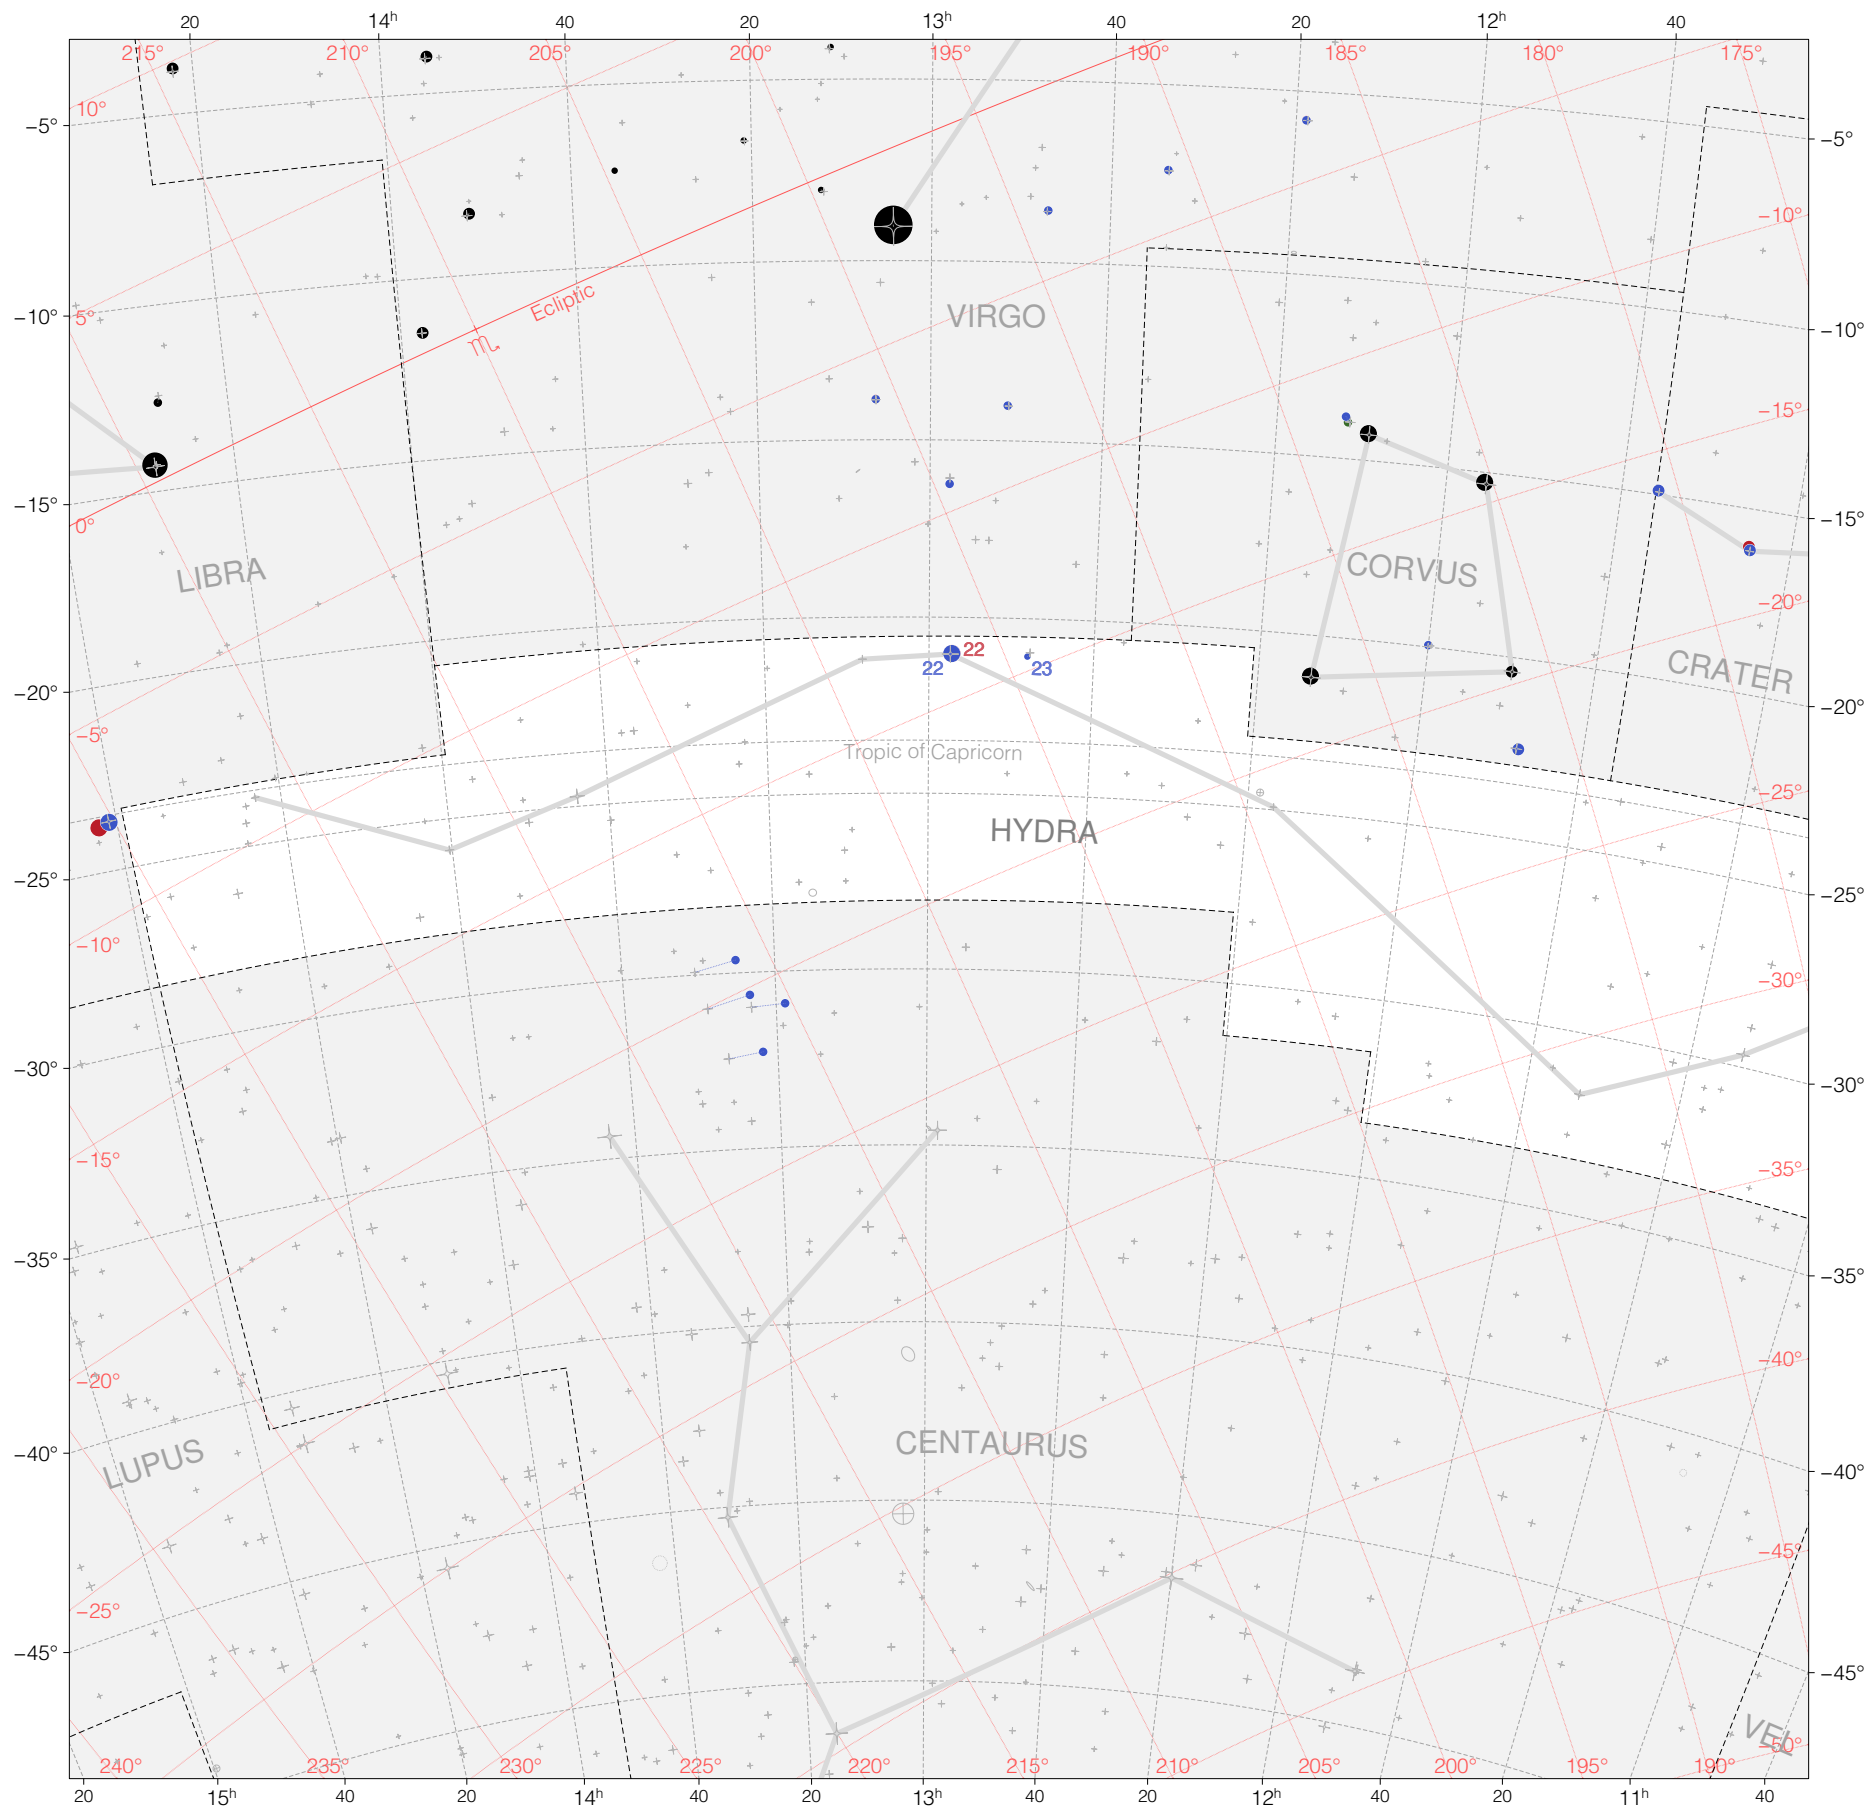 20 14h 40 20 13h 40 20 12h 40
215° 210° 205° 200° 195° 190° 185° 180° 175°
10°
−5° −5°
−10°
5°
−10° −10°
Ecliptic
♏
VIRGO
−15°
0°
−15° −15°
LIBRA
CORVUS
−20°
22
22 23
CRATER
−20° −20°
−5°
Tropic of Capricorn
−25°
HYDRA
−25° −25°
−10°
−30°
−30° −30°
−15°
−35°
−35° −35°
−20°
−40°
CENTAURUS
LUPUS
−40° −40°
−45°
−25°
−45° −45°
VEL
−50°
240° 235° 230° 225° 220° 215° 210° 205° 200° 195° 190°
20 15h 40 20 14h 40 20 13h 40 20 12h 40 20 11h 40